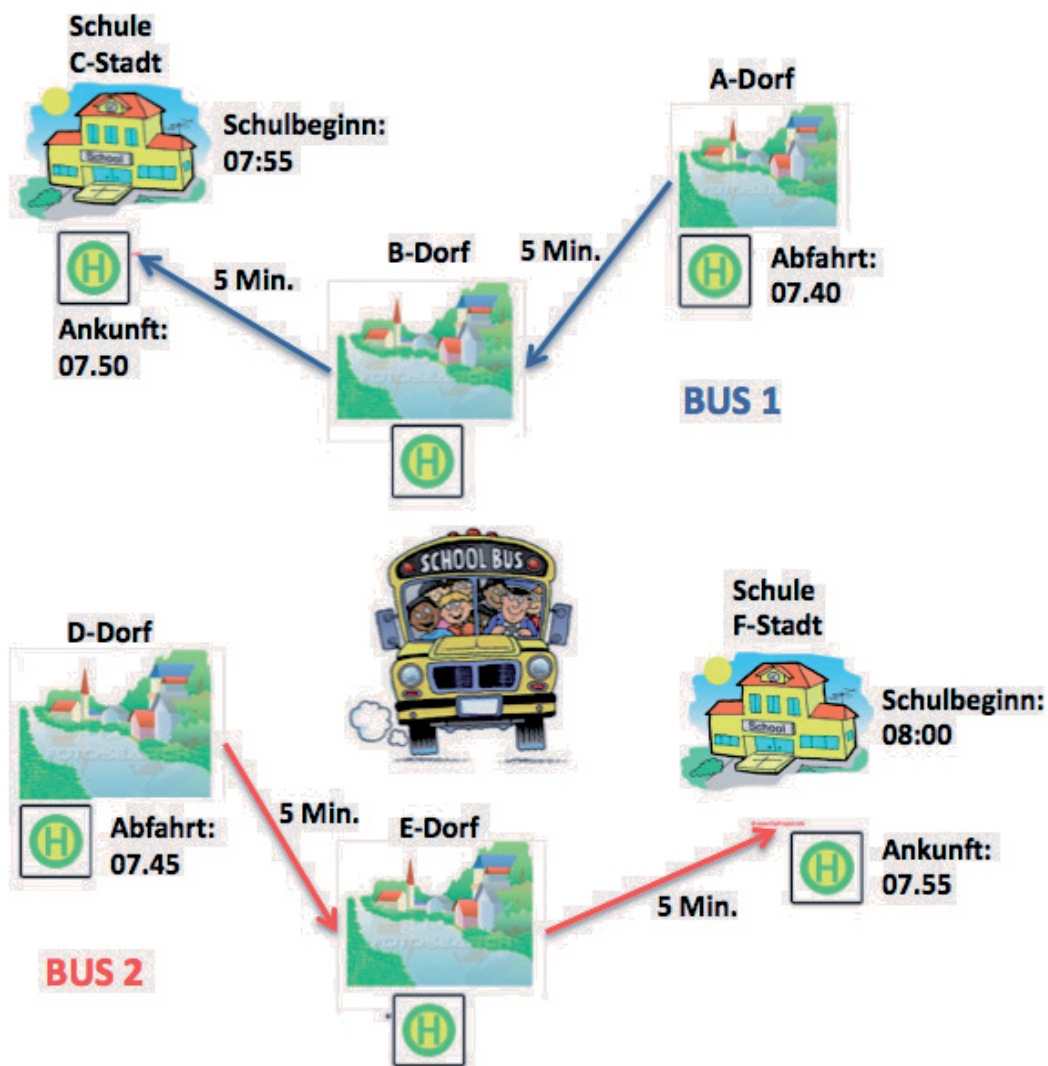 Schule
C-Stadt
A-Dorf
School
Schulbeginn:
07:55
H
5 Min.
B-Dorf
5 Min.
H
Abfahrt:
07.40
Ankunft:
07.50
BUS 1
H
SCHOOL BUS
D-Dorf
Schule
F-Stadt
School
Schulbeginn:
08:00
5 Min.
H
Abfahrt:
07.45
E-Dorf
H
Ankunft:
07.55
5 Min.
BUS 2
H